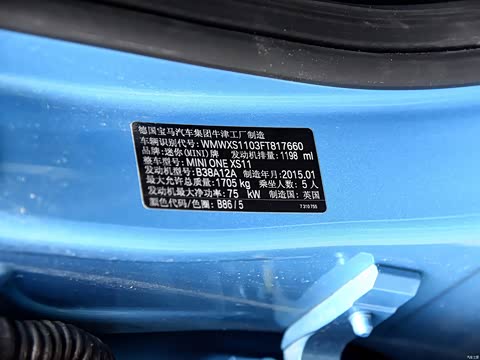 德国宝马汽车集团牛津工厂制造
车辆识别代号: WMWXS1103FT817660
品牌: 迷你(MINI)牌 发动机排量: 1198 ml
整车型号: MINI ONE XS11
发动机型号: B38A12A 制造年月: 2015.01
最大允许总质量: 1705 kg 乘坐人数: 5 人
发动机最大净功率: 75 kW 制造国: 英国
颜色代码/色圈: B86/5
7 310 755